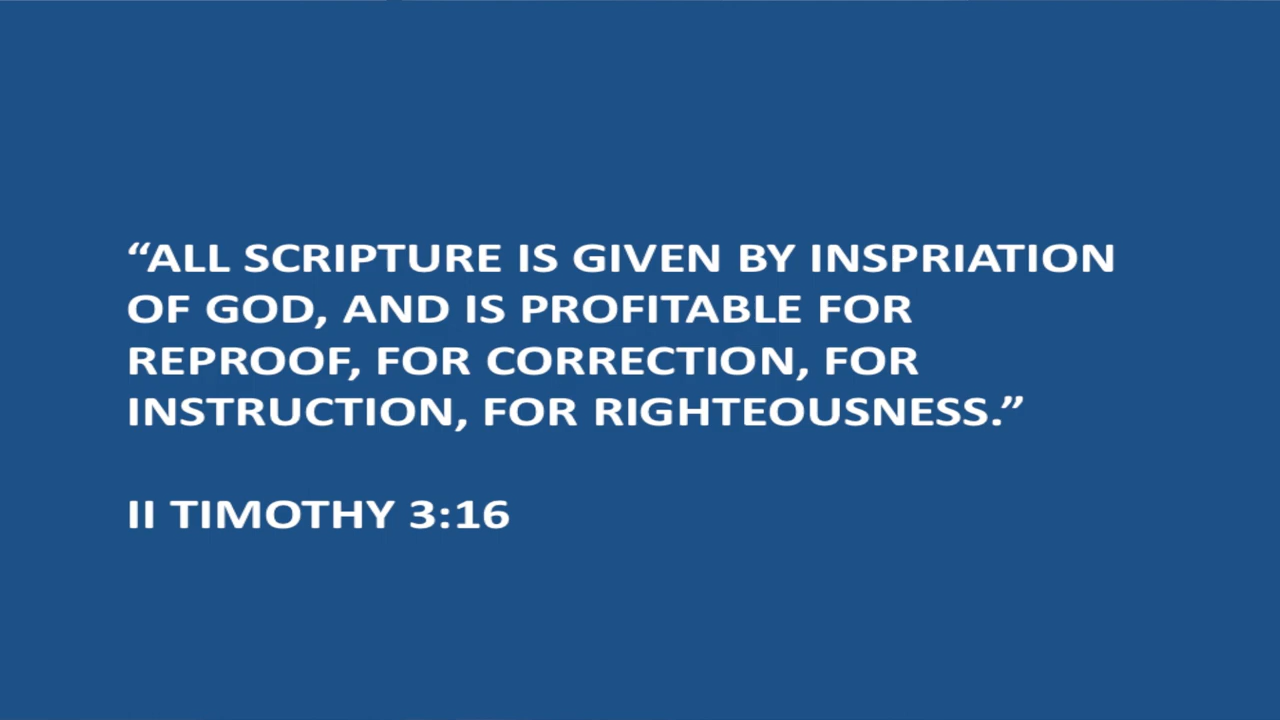 “ALL SCRIPTURE IS GIVEN BY INSPRIATION
OF GOD, AND IS PROFITABLE FOR
REPROOF, FOR CORRECTION, FOR
INSTRUCTION, FOR RIGHTEOUSNESS.”
II TIMOTHY 3:16